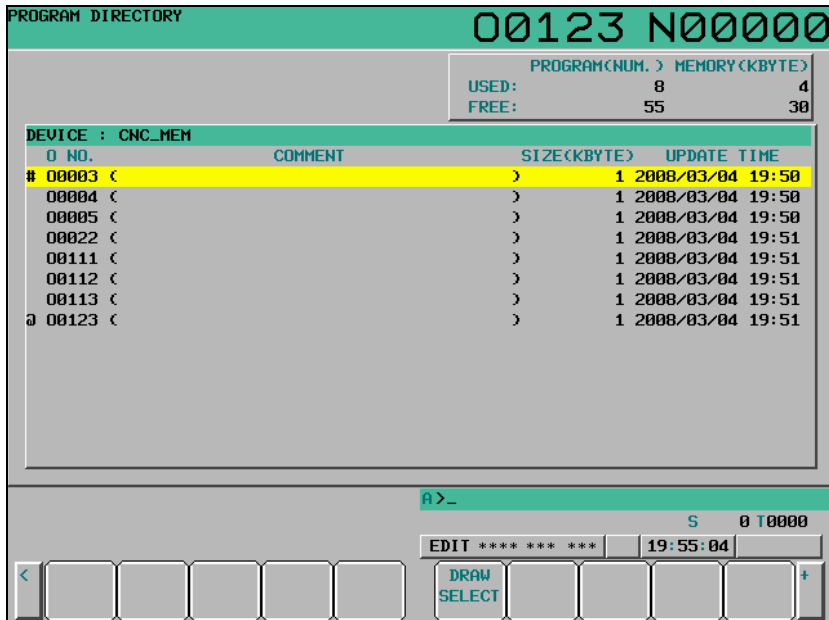 PROGRAM DIRECTORY O0123 N00000
PROGRAM(NUM.) MEMORY(KBYTE)
USED: 8 4
FREE: 55 30
DEVICE : CNC_MEM
O NO. COMMENT SIZE(KBYTE) UPDATE TIME
# O0003 ( ) 1 2008/03/04 19:50
O0004 ( ) 1 2008/03/04 19:50
O0005 ( ) 1 2008/03/04 19:50
O0022 ( ) 1 2008/03/04 19:51
O0111 ( ) 1 2008/03/04 19:51
O0112 ( ) 1 2008/03/04 19:51
O0113 ( ) 1 2008/03/04 19:51
@ O0123 ( ) 1 2008/03/04 19:51
A>_
S 0 T0000
EDIT **** *** *** 19:55:04
< DRAW +
SELECT